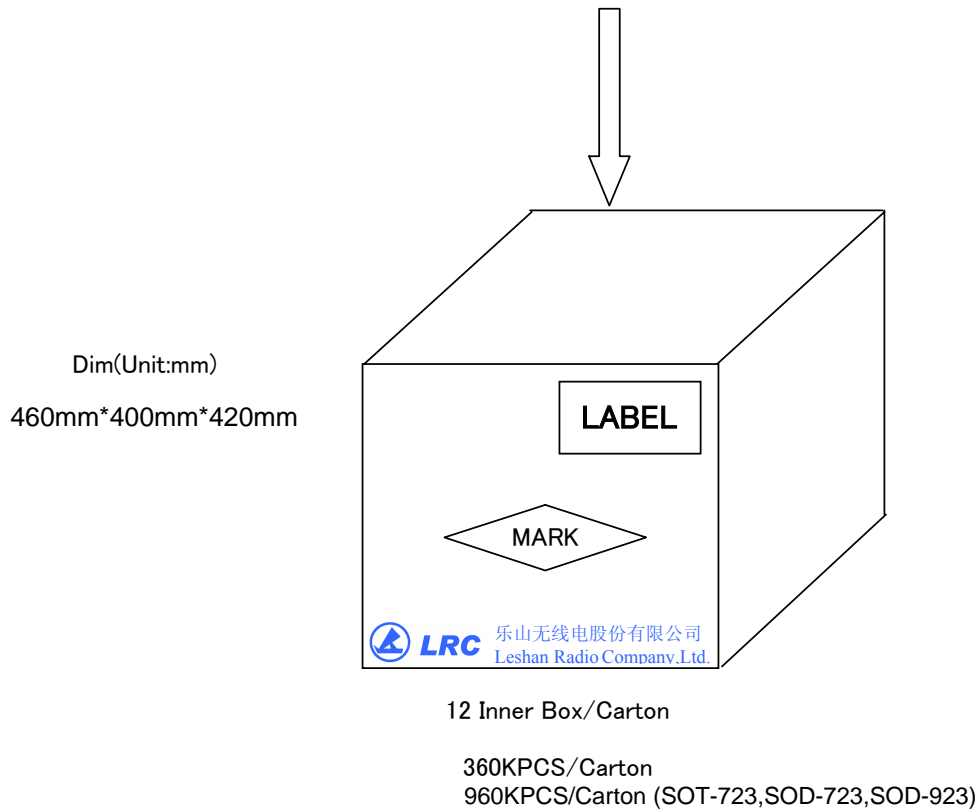 Dim(Unit:mm)
460mm*400mm*420mm
LABEL
MARK
LRC
乐山无线电股份有限公司
Leshan Radio Company,Ltd.
12 Inner Box/Carton
360KPCS/Carton
960KPCS/Carton (SOT-723,SOD-723,SOD-923)